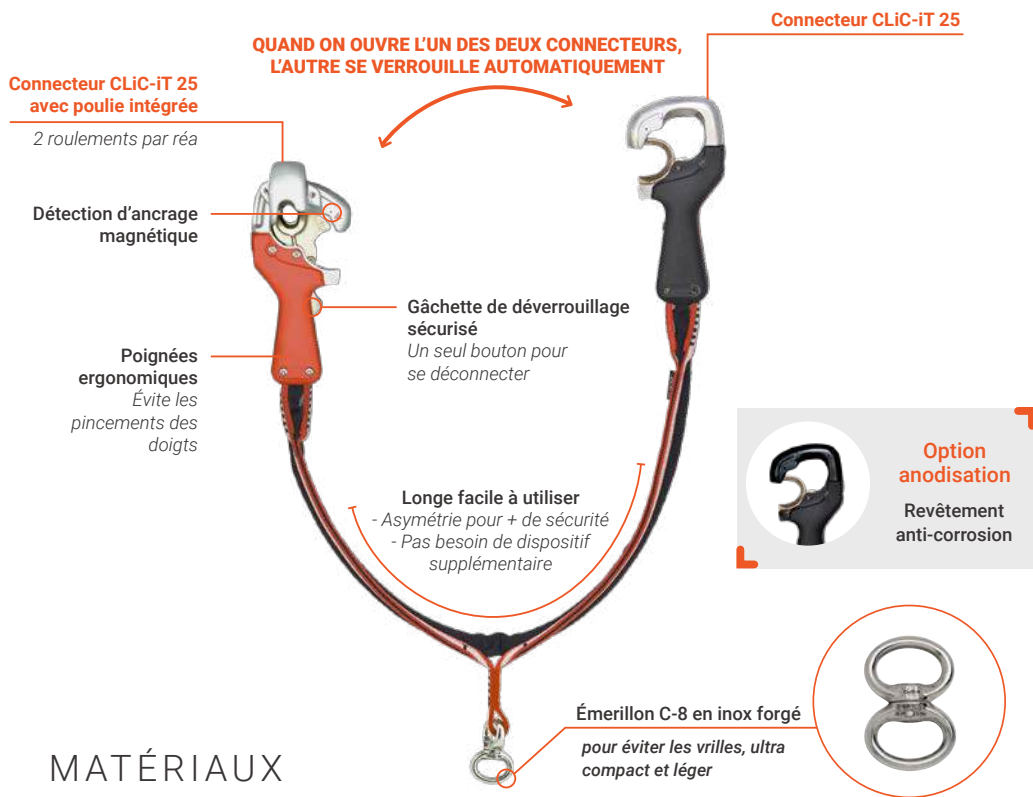 Connecteur CLiC-iT 25
QUAND ON OUVRE L'UN DES DEUX CONNECTEURS,
L'AUTRE SE VERROUILLE AUTOMATIQUEMENT
Connecteur CLiC-iT 25
avec poulie intégrée
2 roulements par réa
Détection d'ancrage
magnétique
Gâchette de déverrouillage
sécurisé
Un seul bouton pour
se déconnecter
Poignées
ergonomiques
Évite les
pincements des
doigts
Longe facile à utiliser
- Asymétrie pour + de sécurité
- Pas besoin de dispositif
supplémentaire
Option
anodisation
Revêtement
anti-corrosion
Émerillon C-8 en inox forgé
pour éviter les vrilles, ultra
compact et léger
MATÉRIAUX